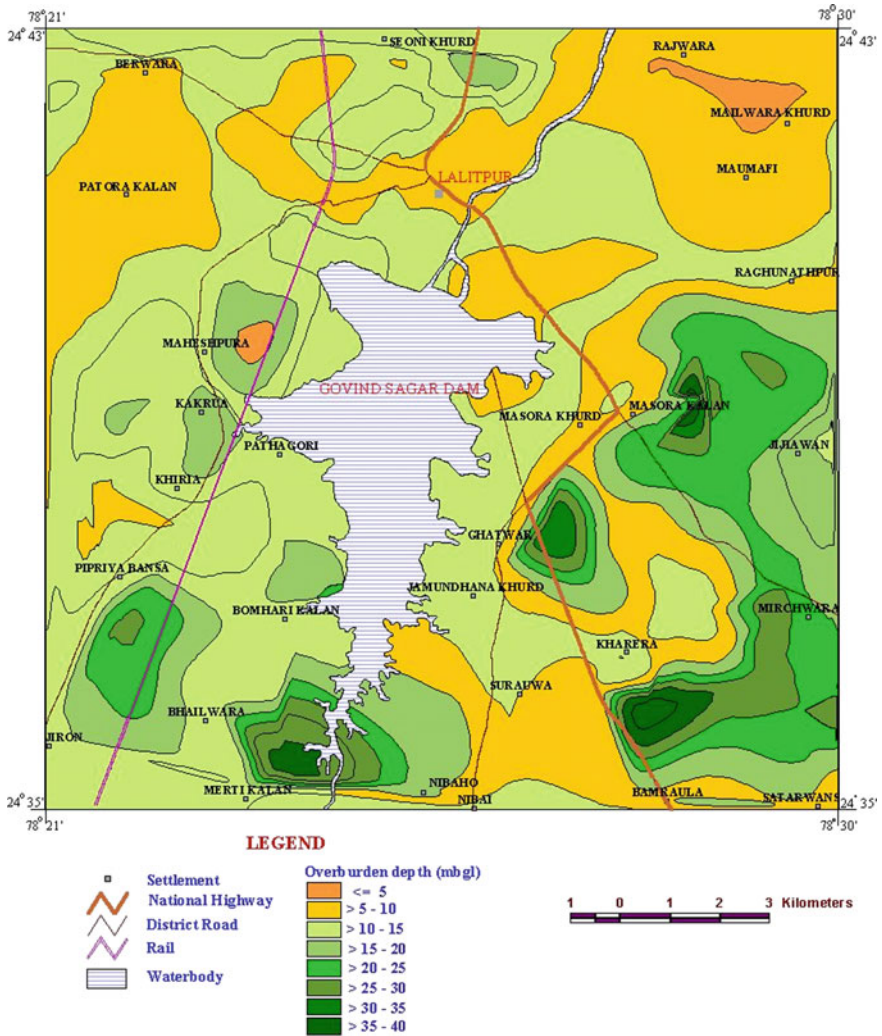 78° 21'
78° 30'
24° 43'
24° 43'
SEONI KHURD
RAJWARA
BERWARA
MAILWARA KHURD
MAUMAFI
LALITPUR
PATORA KALAN
RAGHUNATHPUR
MAHESHPURA
GOVIND SAGAR DAM
KAKRUA
MASORA KHURD
MASORA KALAN
PATHAGORI
JIJIAWAN
KHIRIA
GHATWAR
PIPRIYA BANSA
JAMUNDHANA KHURD
BOMHARI KALAN
MIRCHWARA
KHARERA
SURAUWA
BHAILWARA
JIRON
NIBAHO
MERTI KALAN
NIBAI
BAMRAULA
SATARWANS
24° 35'
24° 35'
78° 21'
78° 30'
LEGEND
Settlement
National Highway
District Road
Rail
Waterbody
Overburden depth (mbgl)
<= 5
> 5 - 10
> 10 - 15
> 15 - 20
> 20 - 25
> 25 - 30
> 30 - 35
> 35 - 40
1 0 1 2 3 Kilometers